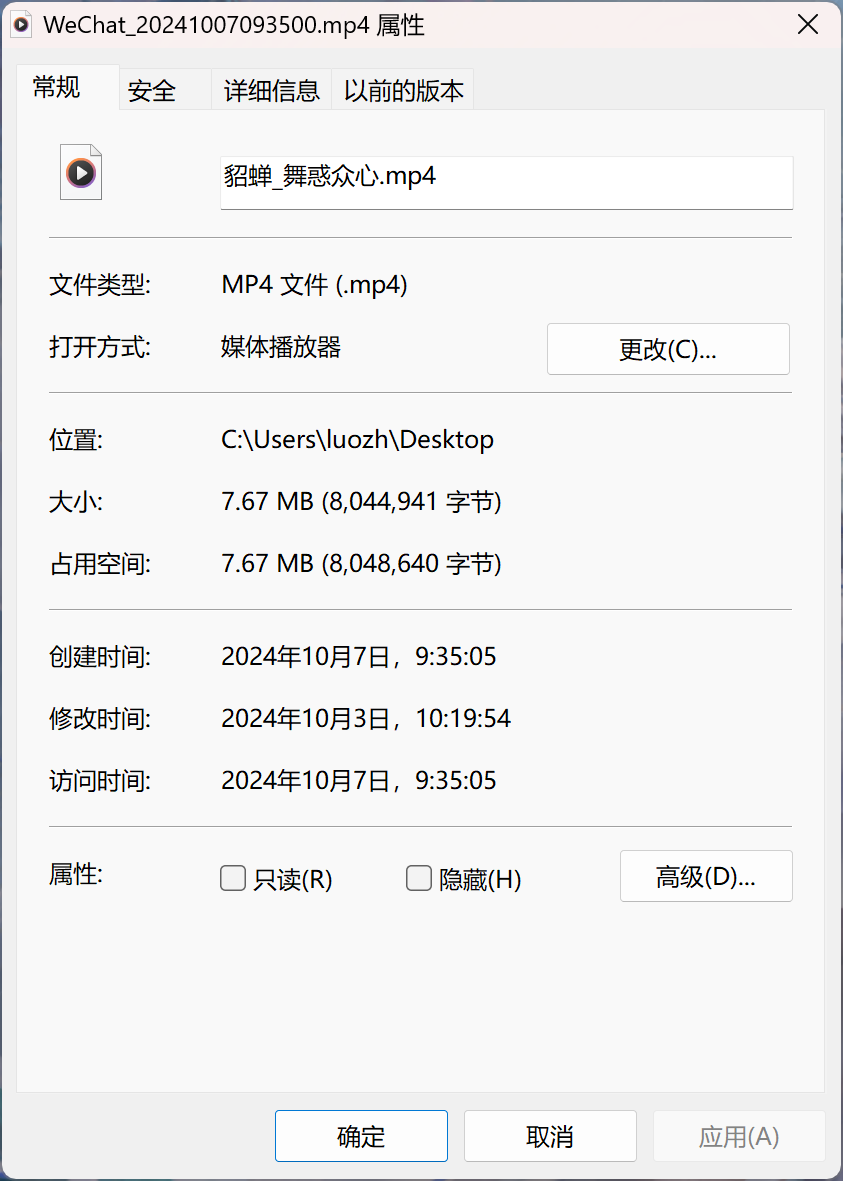 WeChat_20241007093500.mp4 属性
常规 安全 详细信息 以前的版本
貂蝉_舞惑众心.mp4
文件类型: MP4 文件 (.mp4)
打开方式: 媒体播放器 更改(C)...
位置: C:\Users\luozh\Desktop
大小: 7.67 MB (8,044,941 字节)
占用空间: 7.67 MB (8,048,640 字节)
创建时间: 2024年10月7日，9:35:05
修改时间: 2024年10月3日，10:19:54
访问时间: 2024年10月7日，9:35:05
属性: 只读(R) 隐藏(H) 高级(D)...
确定 取消 应用(A)